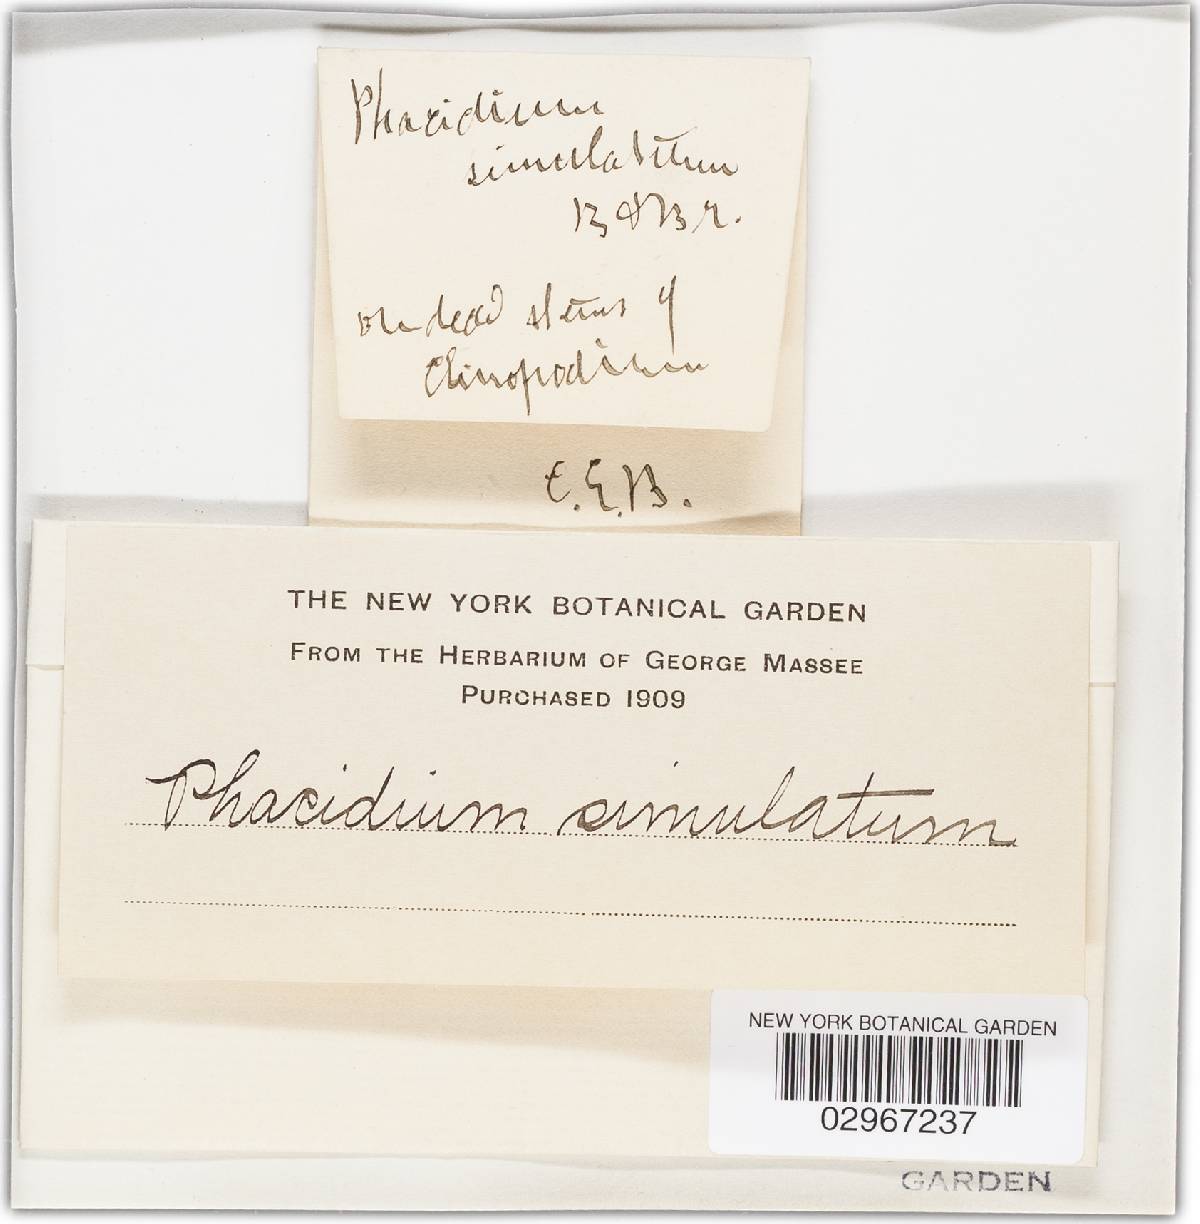 Phacidium
simulatum
B & Br.
on dead stems of
Clinopodium
C.E.B.
THE NEW YORK BOTANICAL GARDEN
FROM THE HERBARIUM OF GEORGE MASSEE
PURCHASED 1909
Phacidium simulatum
NEW YORK BOTANICAL GARDEN
02967237
GARDEN